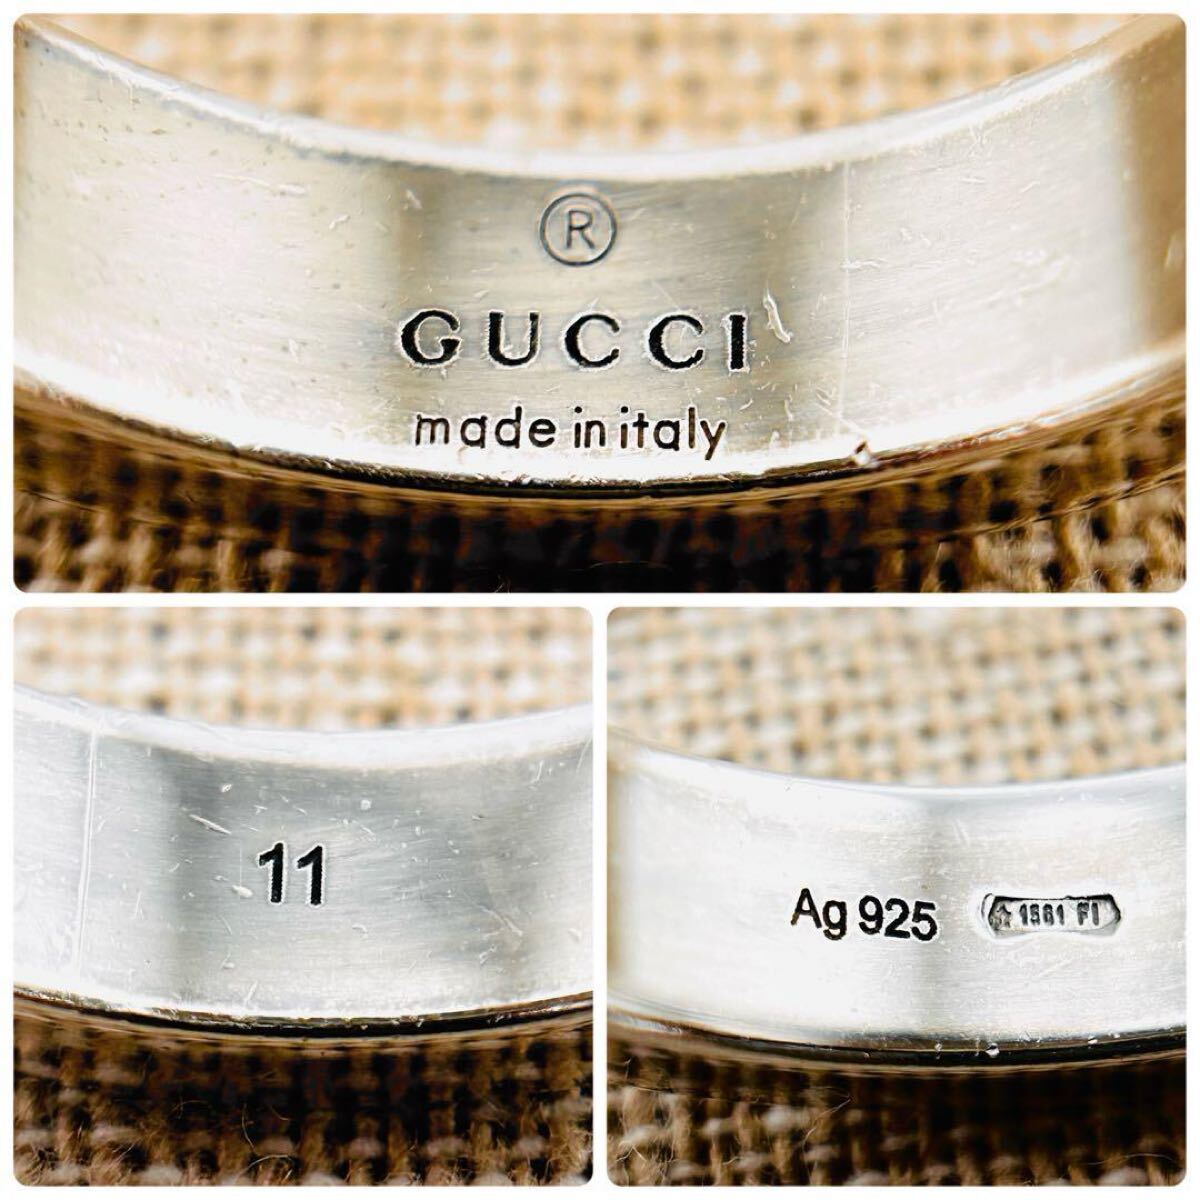 ®
GUCCI
made in italy
11
Ag 925
1561 FI